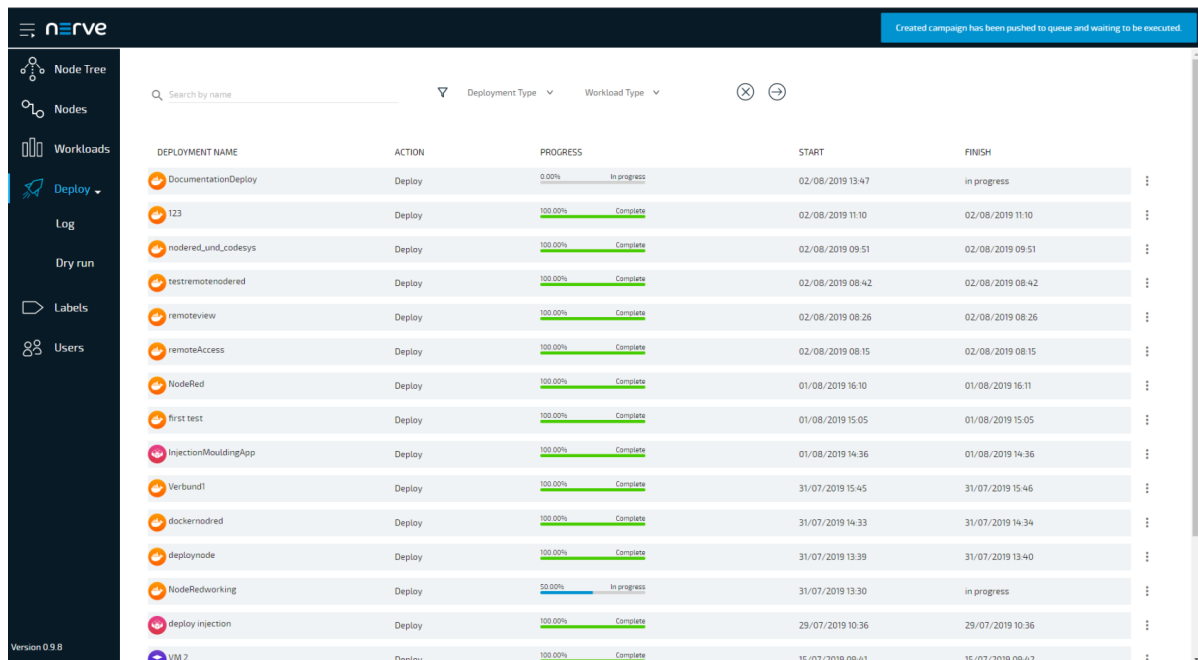 nerve
Created campaign has been pushed to queue and waiting to be executed.
Node Tree
Nodes
Workloads
Deploy
Log
Dry run
Labels
Users
Version 0.9.8
Search by name
Deployment Type
Workload Type
DEPLOYMENT NAME ACTION PROGRESS START FINISH
DocumentationDeploy Deploy 0.00% In progress 02/08/2019 13:47 in progress
123 Deploy 100.00% Complete 02/08/2019 11:10 02/08/2019 11:10
nodered_und_codesys Deploy 100.00% Complete 02/08/2019 09:51 02/08/2019 09:51
testremotenodered Deploy 100.00% Complete 02/08/2019 08:42 02/08/2019 08:42
remoteview Deploy 100.00% Complete 02/08/2019 08:26 02/08/2019 08:26
remoteAccess Deploy 100.00% Complete 02/08/2019 08:15 02/08/2019 08:15
NodeRed Deploy 100.00% Complete 01/08/2019 16:10 01/08/2019 16:11
first test Deploy 100.00% Complete 01/08/2019 15:05 01/08/2019 15:05
InjectionMouldingApp Deploy 100.00% Complete 01/08/2019 14:36 01/08/2019 14:36
Verbund1 Deploy 100.00% Complete 31/07/2019 15:45 31/07/2019 15:46
dockernodred Deploy 100.00% Complete 31/07/2019 14:33 31/07/2019 14:34
deploynode Deploy 100.00% Complete 31/07/2019 13:39 31/07/2019 13:40
NodeRedworking Deploy 50.00% In progress 31/07/2019 13:30 in progress
deploy injection Deploy 100.00% Complete 29/07/2019 10:36 29/07/2019 10:36
VM 2 Deploy 100.00% Complete 15/07/2019 09:41 15/07/2019 09:42